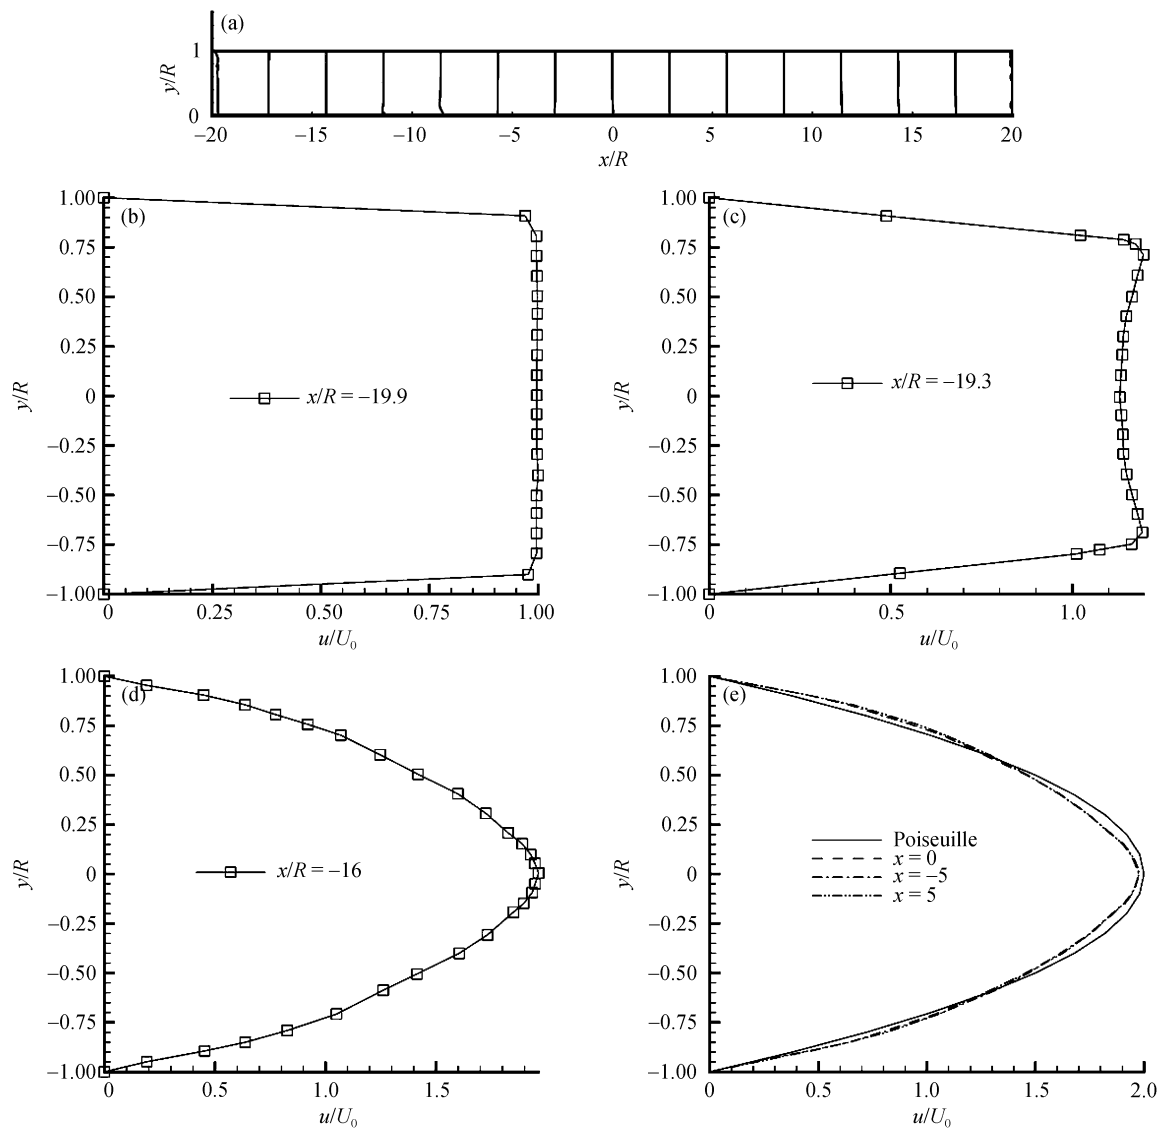 (a)
y/R
1
0
−20 −15 −10 −5 0 5 10 15 20
x/R
(b)
y/R
1.00
0.75
0.50
0.25
0
−0.25
−0.50
−0.75
−1.00
x/R = −19.9
0 0.25 0.50 0.75 1.00
u/U₀
(c)
y/R
1.00
0.75
0.50
0.25
0
−0.25
−0.50
−0.75
−1.00
x/R = −19.3
0 0.5 1.0
u/U₀
(d)
y/R
1.00
0.75
0.50
0.25
0
−0.25
−0.50
−0.75
−1.00
x/R = −16
0 0.5 1.0 1.5
u/U₀
(e)
y/R
1.00
0.75
0.50
0.25
0
−0.25
−0.50
−0.75
−1.00
Poiseuille
x = 0
x = −5
x = 5
0 0.5 1.0 1.5 2.0
u/U₀